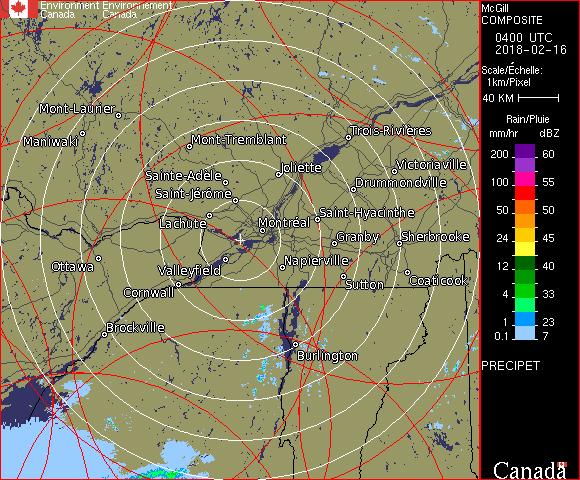 Environment Environnement
Canada Canada
McGill
COMPOSITE
0400 UTC
2018-02-16
Scale/Échelle:
1km/Pixel
40 KM
Rain/Pluie
mm/hr dBZ
200 60
150 57
100 55
50 50
24 45
12 40
4 33
1 23
0.1 7
PRECIPET
Canada
Mont-Laurier
Maniwaki
Mont-Tremblant
Trois-Rivières
Joliette
Victoriaville
Sainte-Adèle
Drummondville
Saint-Jérôme
Lachute
Montréal
Saint-Hyacinthe
Granby
Sherbrooke
Ottawa
Valleyfield
Napierville
Cornwall
Sutton
Coaticook
Brockville
Burlington